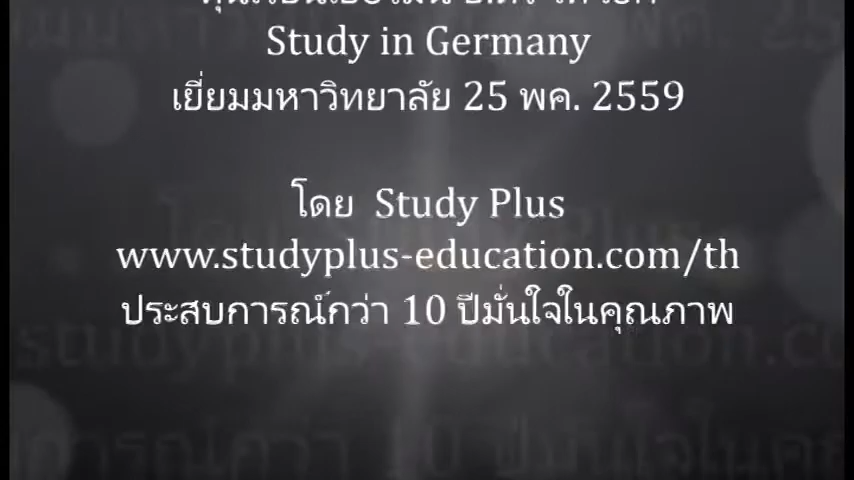 Study in Germany
เยี่ยมมหาวิทยาลัย 25 พค. 2559
โดย Study Plus
www.studyplus-education.com/th
ประสบการณ์กว่า 10 ปีมั่นใจในคุณภาพ